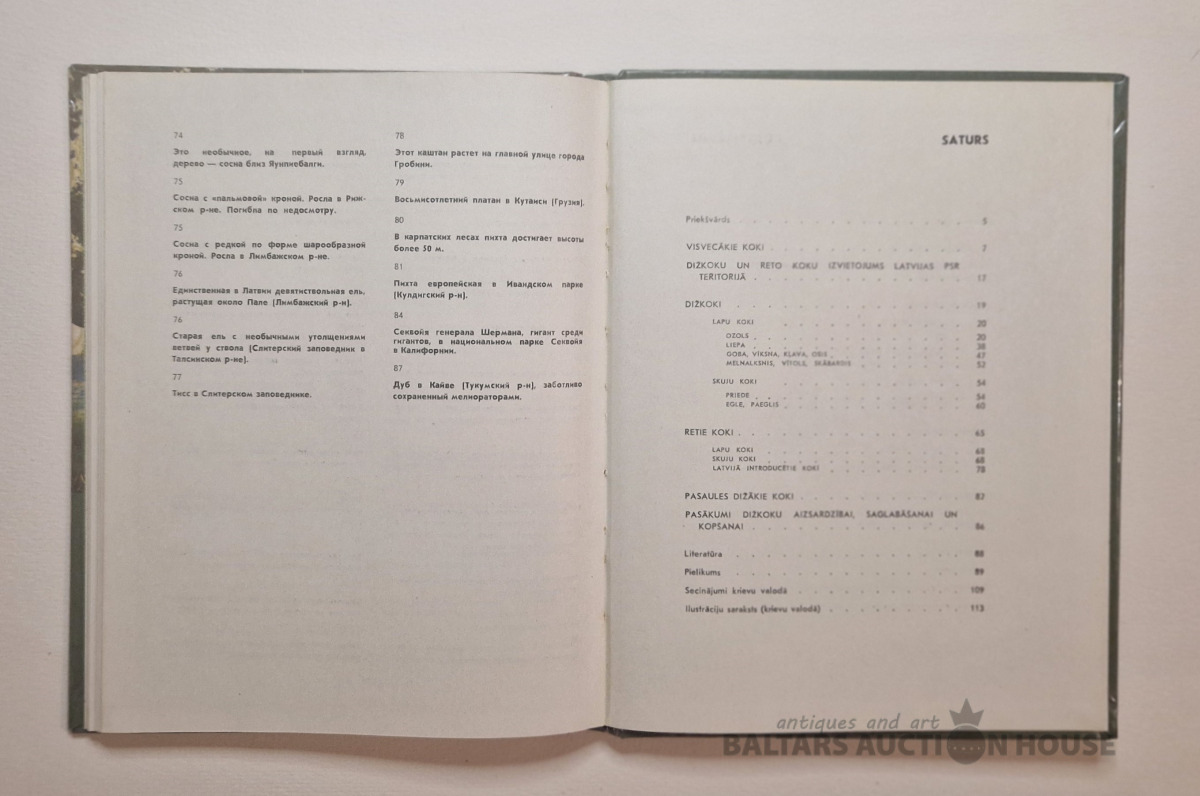 74
Это необычное, на первый взгляд,
дерево — сосна близ Яунпиебалги.
75
Сосна с «пальмовой» кроной. Росла в Риж-
ском р-не. Погибла по недосмотру.
75
Сосна с редкой по форме шарообразной
кроной. Росла в Лимбажском р-не.
76
Единственная в Латвии девятиствольная ель,
растущая около Пале (Лимбажский р-н).
76
Старая ель с необычными утолщениями
ветвей у ствола (Слитерский заповедник в
Талсинском р-не).
77
Тисс в Слитерском заповеднике.
78
Этот каштан растет на главной улице города
Гробини.
79
Восьмисотлетний платан в Кутаиси (Грузия).
80
В карпатских лесах пихта достигает высоты
более 50 м.
81
Пихта европейская в Ивандском парке
(Кулдигский р-н).
84
Секвойя генерала Шермана, гигант среди
гигантов, в национальном парке Секвойя
в Калифорнии.
87
Дуб в Кайве (Тукумский р-н), заботливо
сохраненный мелиораторами.
SATURS
Priekšvārds 5
VISVECĀKIE KOKI 7
DIŽKOKU UN RETO KOKU IZVIETOJUMS LATVIJAS PSR
TERITORIJĀ 17
DIŽKOKI 19
LAPU KOKI 20
OZOLS 20
LIEPA 38
GOBA, VĪKSNA, KĻAVA, OSIS 47
MELNALKSNIS, VĪTOLS, SKĀBARDIS 52
SKUJU KOKI 54
PRIEDE 54
EGLE, PAEGLIS 60
RETIE KOKI 65
LAPU KOKI 68
SKUJU KOKI 68
LATVIJĀ INTRODUCĒTIE KOKI 78
PASAULES DIŽĀKIE KOKI 82
PASĀKUMI DIŽKOKU AIZSARDZĪBAI, SAGLABĀŠANAI UN
KOPŠANAI 86
Literatūra 88
Pielikums 89
Secinājumi krievu valodā 109
Ilustrāciju saraksts (krievu valodā) 113
antiques and art
BALTARS AUCTION HOUSE